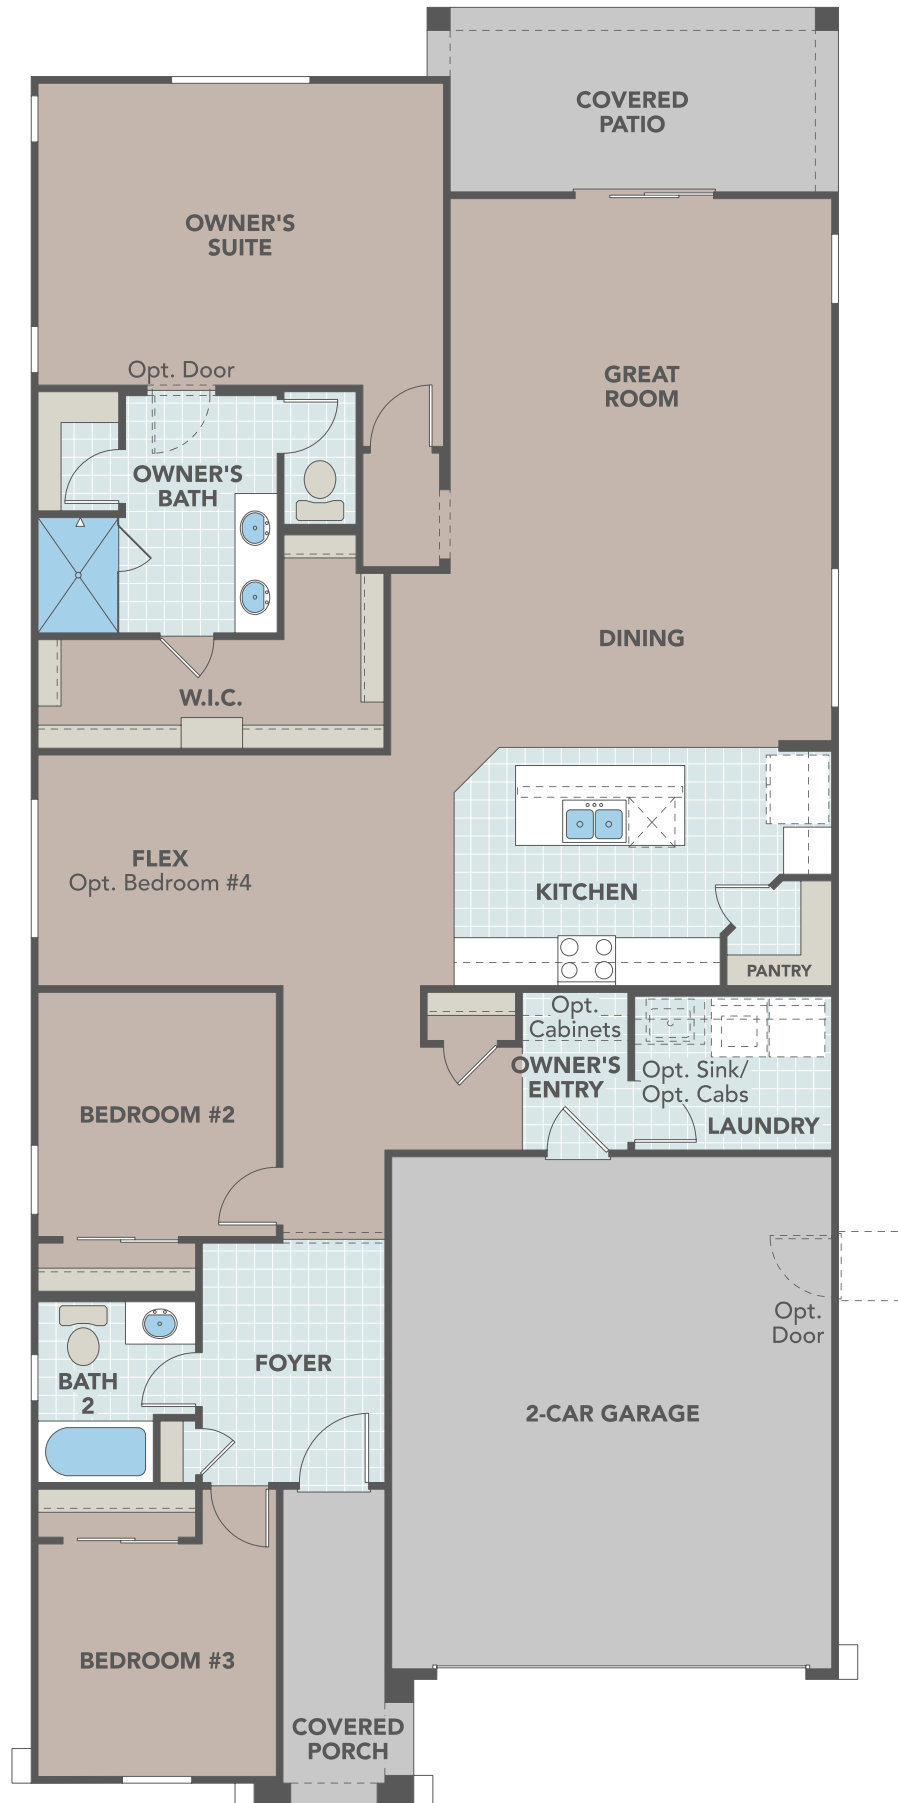 COVERED
PATIO
OWNER'S
SUITE
Opt. Door
GREAT
ROOM
OWNER'S
BATH
DINING
W.I.C.
FLEX
Opt. Bedroom #4
KITCHEN
PANTRY
Opt.
Cabinets
OWNER'S
ENTRY
Opt. Sink/
Opt. Cabs
LAUNDRY
BEDROOM #2
Opt.
Door
FOYER
BATH
2
2-CAR GARAGE
BEDROOM #3
COVERED
PORCH